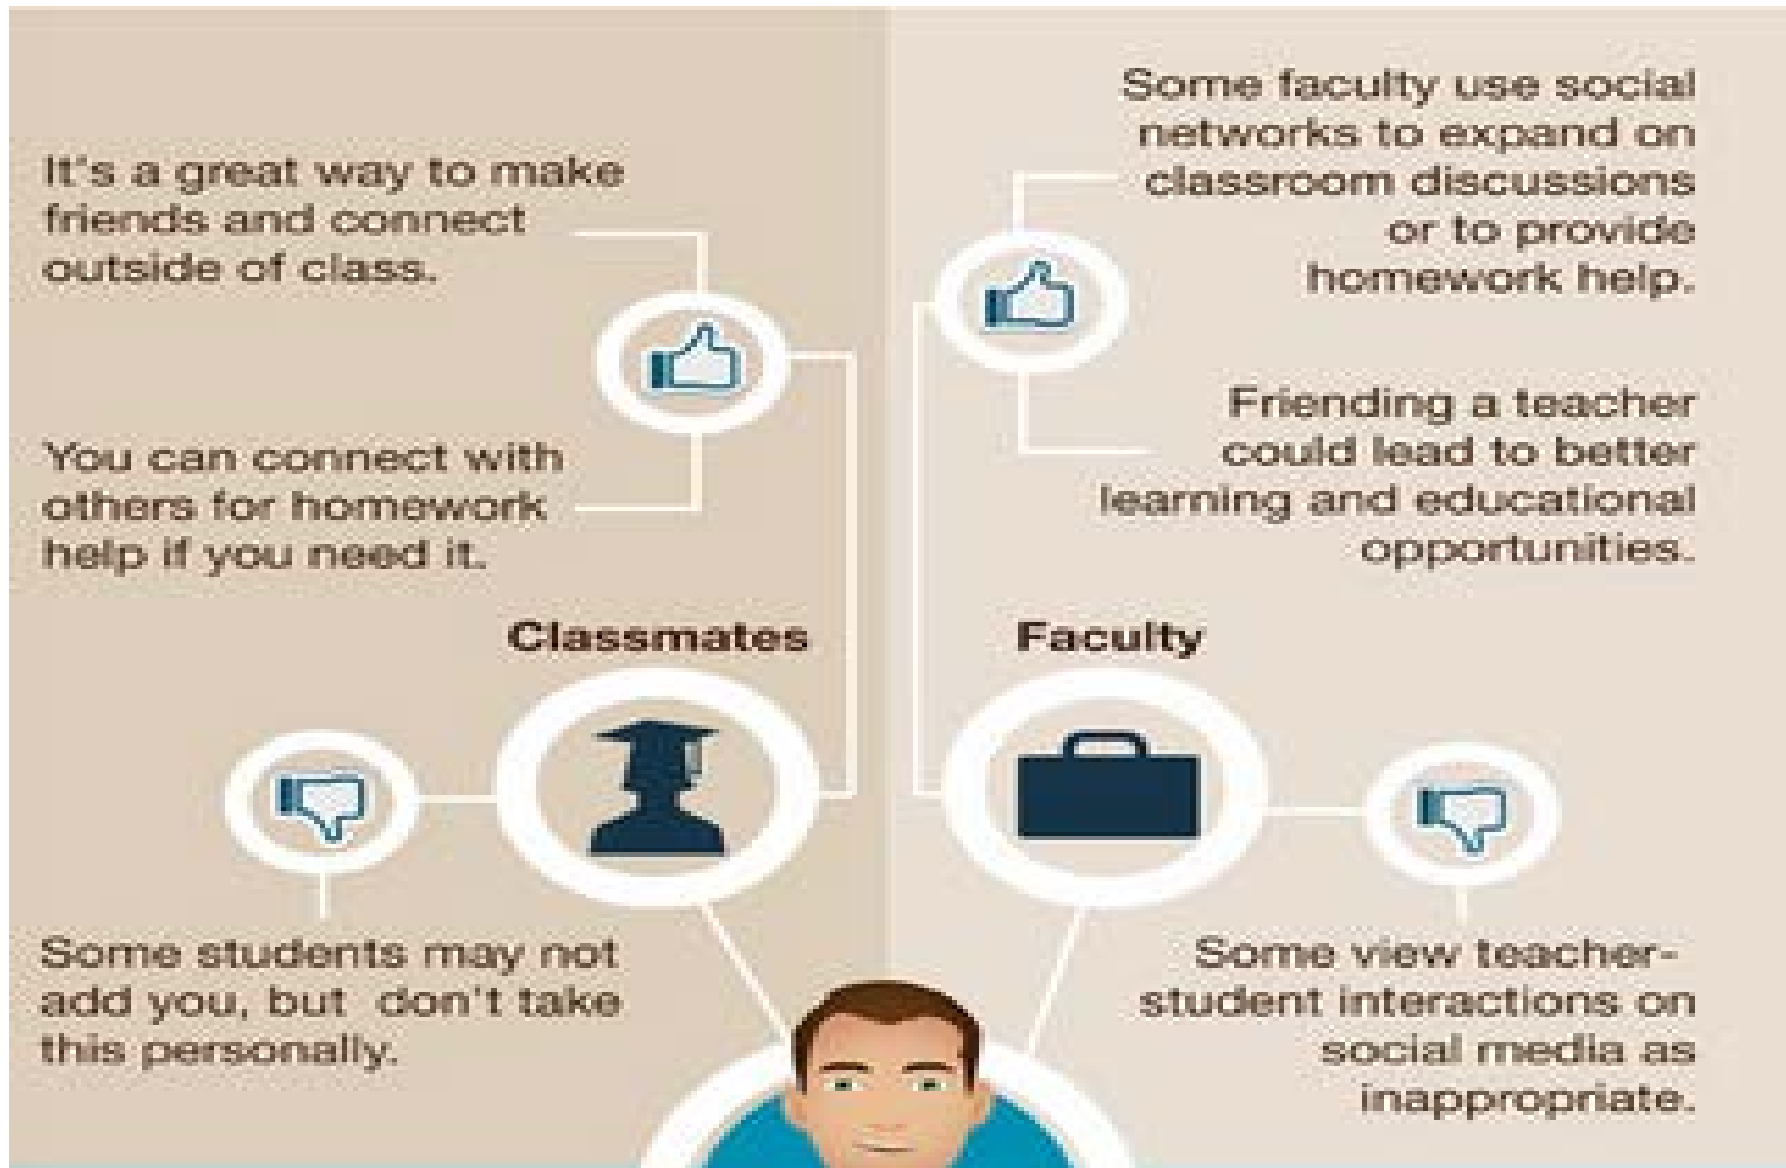 It's a great way to make
friends and connect
outside of class.
You can connect with
others for homework
help if you need it.
Classmates
Some students may not
add you, but don't take
this personally.
Some faculty use social
networks to expand on
classroom discussions
or to provide
homework help.
Friending a teacher
could lead to better
learning and educational
opportunities.
Faculty
Some view teacher-
student interactions on
social media as
inappropriate.